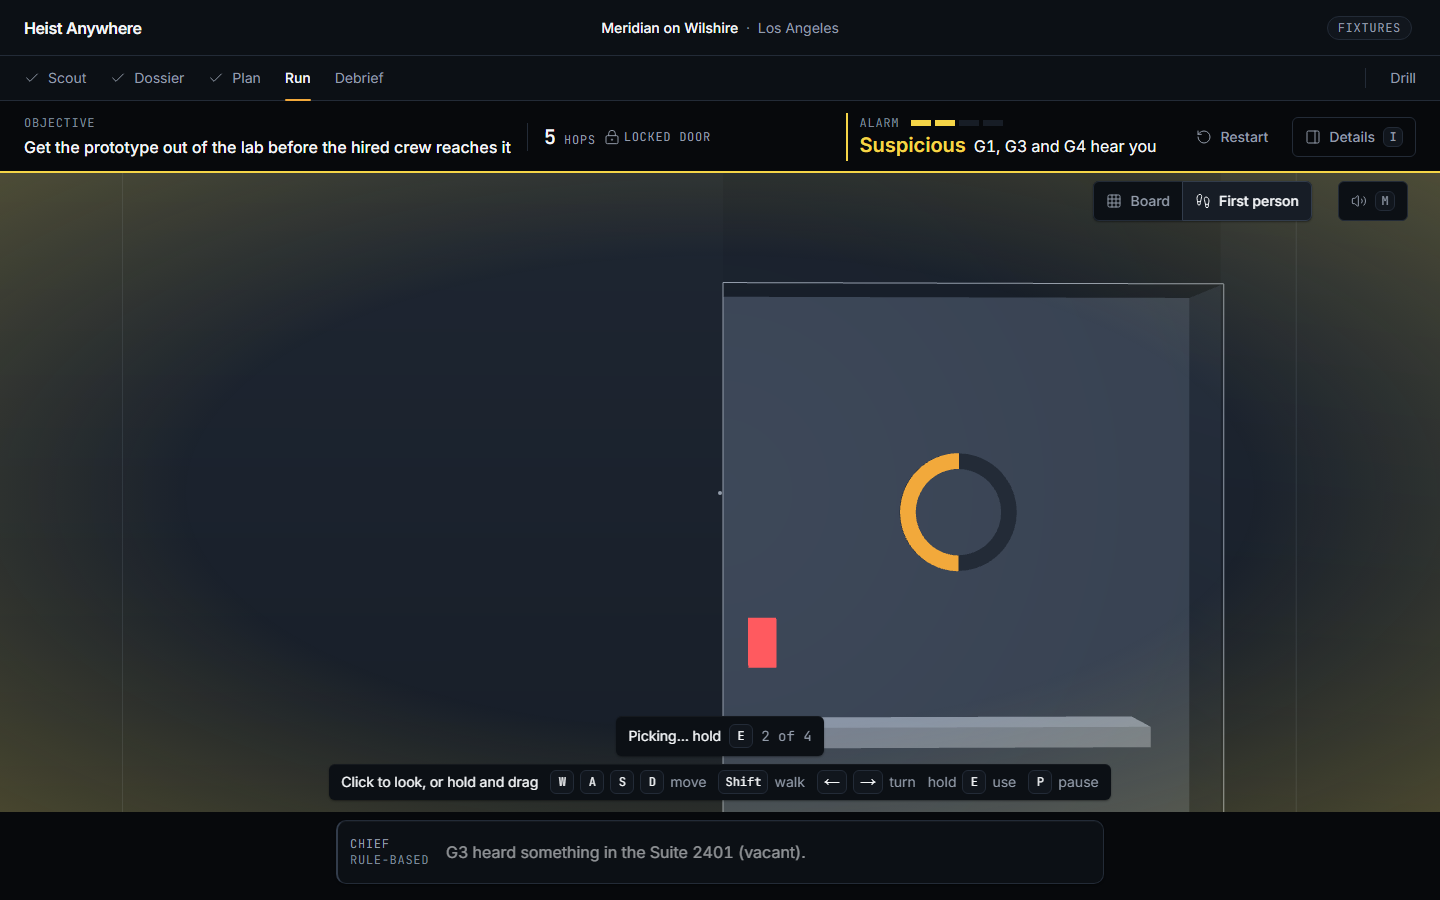 Heist Anywhere
Meridian on Wilshire · Los Angeles
FIXTURES
Scout
Dossier
Plan
Run
Debrief
Drill
OBJECTIVE
Get the prototype out of the lab before the hired crew reaches it
5 HOPS
LOCKED DOOR
ALARM
Suspicious G1, G3 and G4 hear you
Restart
Details I
Board
First person
M
Picking... hold E 2 of 4
Click to look, or hold and drag W A S D move Shift walk ← → turn hold E use P pause
CHIEF
RULE-BASED
G3 heard something in the Suite 2401 (vacant).